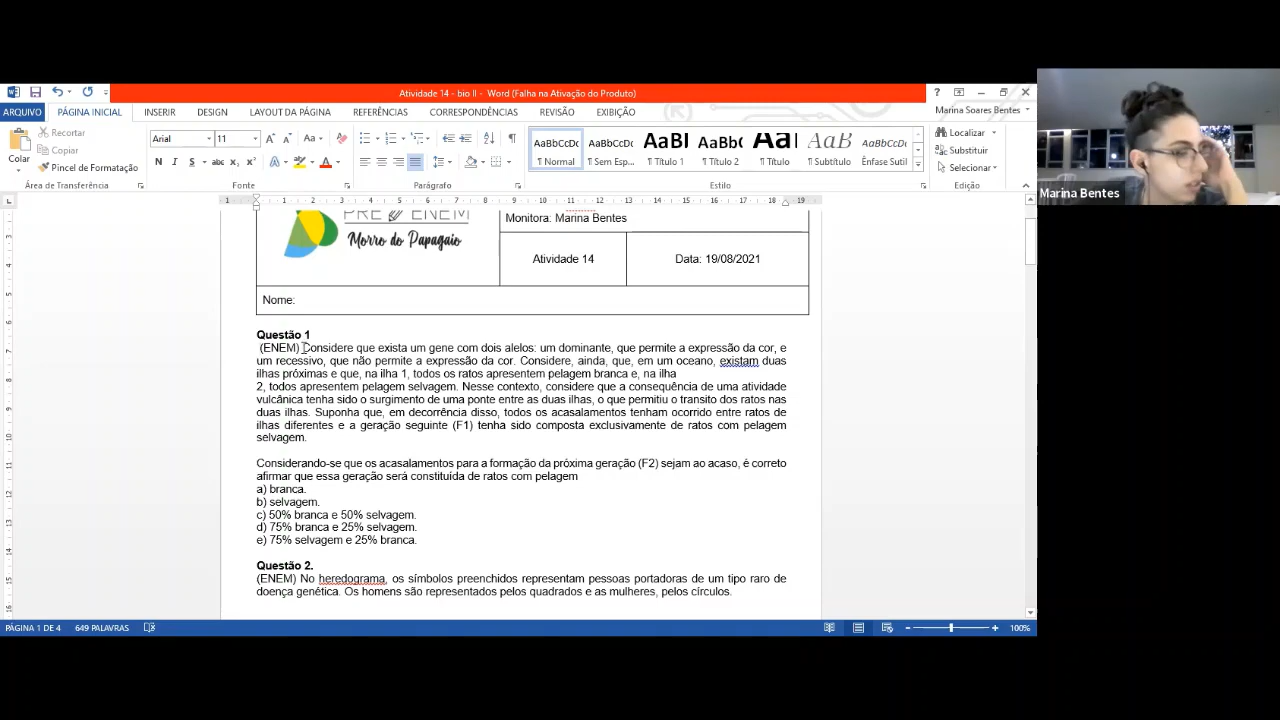 Atividade 14 - bio II - Word (Falha na Ativação do Produto)
ARQUIVO PÁGINA INICIAL INSERIR DESIGN LAYOUT DA PÁGINA REFERÊNCIAS CORRESPONDÊNCIAS REVISÃO EXIBIÇÃO Marina Soares Bentes
Colar
Recortar
Copiar
Pincel de Formatação
Área de Transferência
Arial 11
Fonte
Parágrafo
AaBbCcDc AaBbCcDc AaBl AaBb( AaBl AaB AaBbCcDc
¶ Normal ¶ Sem Esp... ¶ Título 1 ¶ Título 2 ¶ Título ¶ Subtítulo Ênfase Sutil
Estilo
Localizar
Substituir
Selecionar
Edição
Marina Bentes
PRÉ ENEM
Morro do Papagaio
Monitora: Marina Bentes
Atividade 14
Data: 19/08/2021
Nome:
Questão 1
(ENEM) Considere que exista um gene com dois alelos: um dominante, que permite a expressão da cor, e
um recessivo, que não permite a expressão da cor. Considere, ainda, que, em um oceano, existam duas
ilhas próximas e que, na ilha 1, todos os ratos apresentem pelagem branca e, na ilha
2, todos apresentem pelagem selvagem. Nesse contexto, considere que a consequência de uma atividade
vulcânica tenha sido o surgimento de uma ponte entre as duas ilhas, o que permitiu o transito dos ratos nas
duas ilhas. Suponha que, em decorrência disso, todos os acasalamentos tenham ocorrido entre ratos de
ilhas diferentes e a geração seguinte (F1) tenha sido composta exclusivamente de ratos com pelagem
selvagem.
Considerando-se que os acasalamentos para a formação da próxima geração (F2) sejam ao acaso, é correto
afirmar que essa geração será constituída de ratos com pelagem
a) branca.
b) selvagem.
c) 50% branca e 50% selvagem.
d) 75% branca e 25% selvagem.
e) 75% selvagem e 25% branca.
Questão 2.
(ENEM) No heredograma, os símbolos preenchidos representam pessoas portadoras de um tipo raro de
doença genética. Os homens são representados pelos quadrados e as mulheres, pelos círculos.
PÁGINA 1 DE 4 649 PALAVRAS 100%